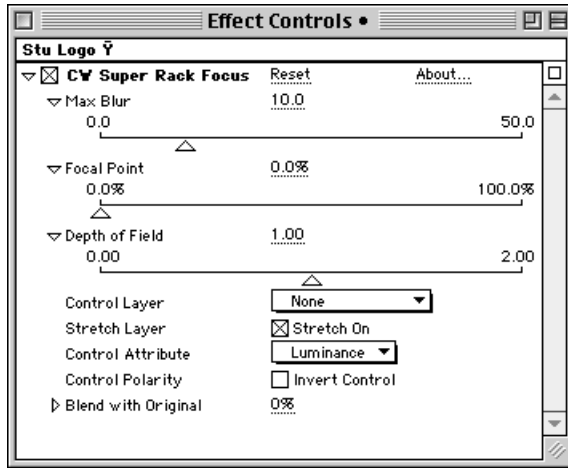 Effect Controls •
Stu Logo Ÿ
CW Super Rack Focus Reset About...
Max Blur 10.0
0.0 50.0
Focal Point 0.0%
0.0% 100.0%
Depth of Field 1.00
0.00 2.00
Control Layer None
Stretch Layer Stretch On
Control Attribute Luminance
Control Polarity Invert Control
Blend with Original 0%